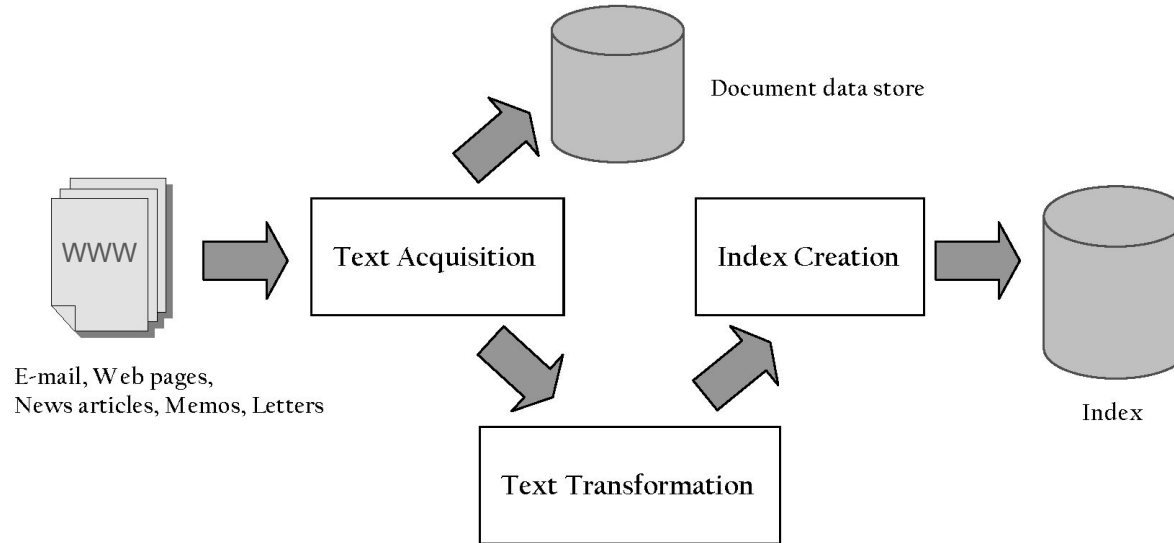 Document data store
WWW
Text Acquisition
Index Creation
E-mail, Web pages,
News articles, Memos, Letters
Index
Text Transformation